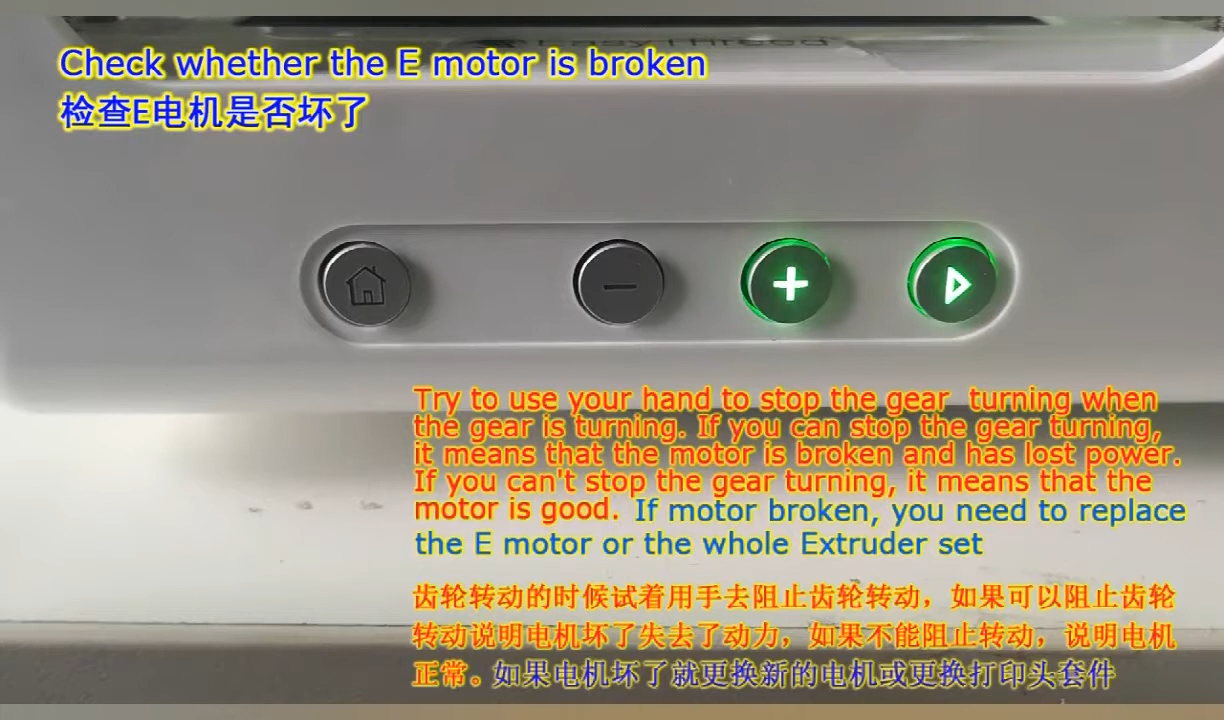 Easy Threed
Check whether the E motor is broken
检查E电机是否坏了
Try to use your hand to stop the gear turning when
the gear is turning. If you can stop the gear turning,
it means that the motor is broken and has lost power.
If you can't stop the gear turning, it means that the
motor is good. If motor broken, you need to replace
the E motor or the whole Extruder set
齿轮转动的时候试着用手去阻止齿轮转动，如果可以阻止齿轮
转动说明电机坏了失去了动力，如果不能阻止转动，说明电机
正常。如果电机坏了就更换新的电机或更换打印头套件